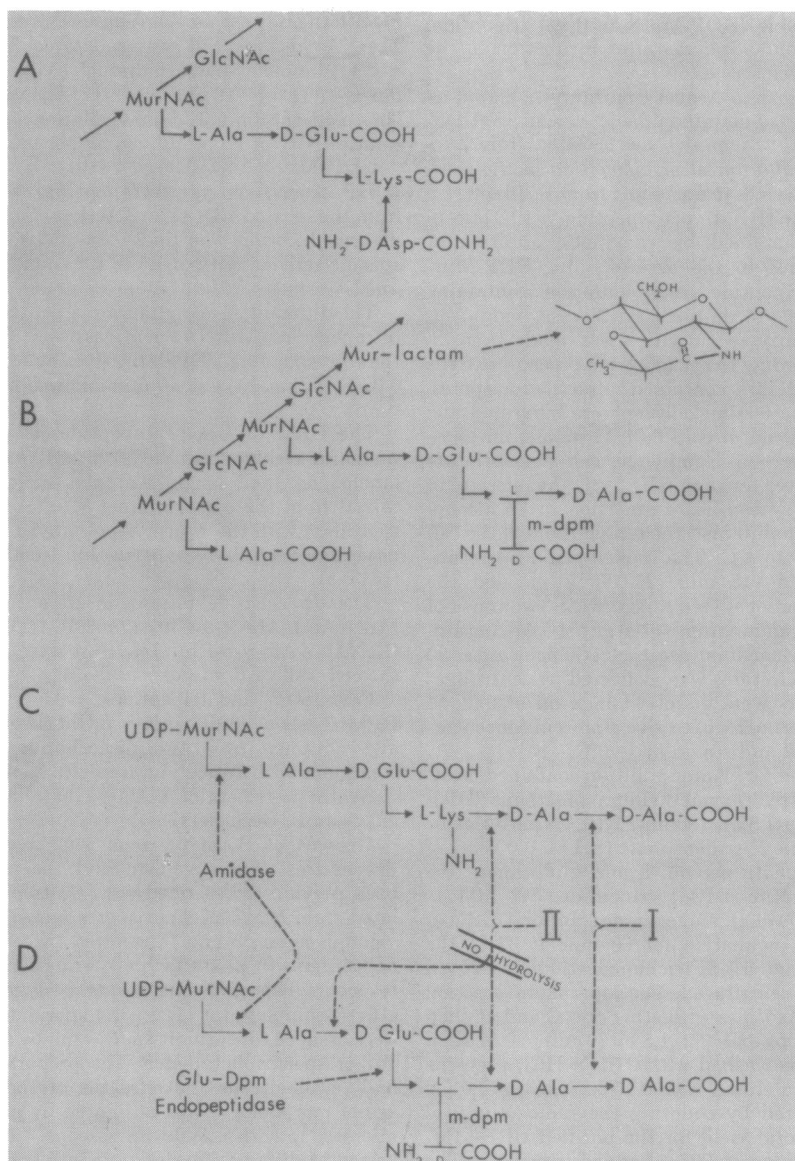 A
GlcNAc
MurNAc
L-Ala D-Glu-COOH
L-Lys-COOH
NH2-D Asp-CONH2
CH2OH
O O O
O O NH
CH3 C
Mur-lactam
GlcNAc
B
MurNAc
GlcNAc L Ala D-Glu-COOH
MurNAc L D Ala-COOH
m-dpm
L Ala-COOH NH2 D COOH
C
UDP-MurNAc
L Ala D Glu-COOH
L-Lys D-Ala D-Ala-COOH
NH2
Amidase
II I
NO HYDROLYSIS
D
UDP-MurNAc
L Ala D Glu-COOH
Glu-Dpm Endopeptidase
L D Ala D Ala-COOH
m-dpm
NH2 D COOH